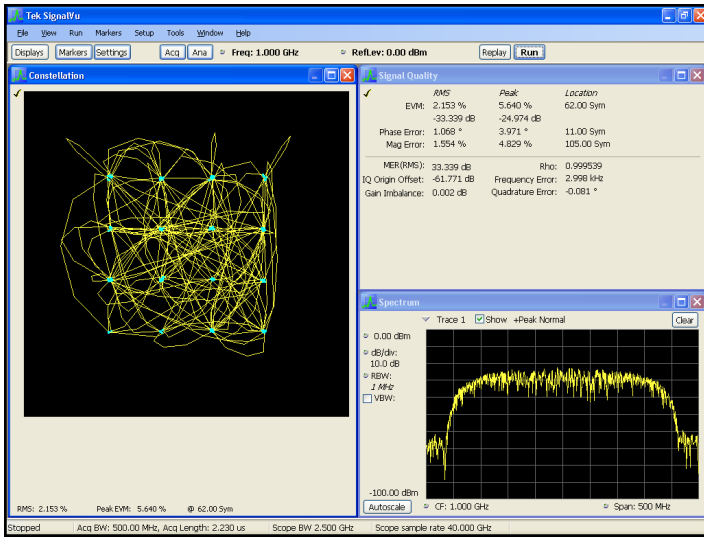 Tek SignalVu
File View Run Markers Setup Tools Window Help
Displays Markers Settings Acq Ana Freq: 1.000 GHz RefLev: 0.00 dBm Replay Run
Constellation
RMS: 2.153 % Peak EVM: 5.640 % @ 62.00 Sym
Signal Quality
RMS Peak Location
EVM: 2.153 % 5.640 % 62.00 Sym
-33.339 dB -24.974 dB
Phase Error: 1.068 ° 3.971 ° 11.00 Sym
Mag Error: 1.554 % 4.829 % 105.00 Sym
MER(RMS): 33.339 dB Rho: 0.999539
IQ Origin Offset: -61.771 dB Frequency Error: 2.998 kHz
Gain Imbalance: 0.002 dB Quadrature Error: -0.081 °
Spectrum
Trace 1 Show +Peak Normal Clear
0.00 dBm
dB/div:
10.0 dB
RBW:
1 MHz
VBW:
-100.00 dBm
Autoscale CF: 1.000 GHz Span: 500 MHz
Stopped Acq BW: 500.00 MHz, Acq Length: 2.230 us Scope BW 2.500 GHz Scope sample rate 40.000 GHz